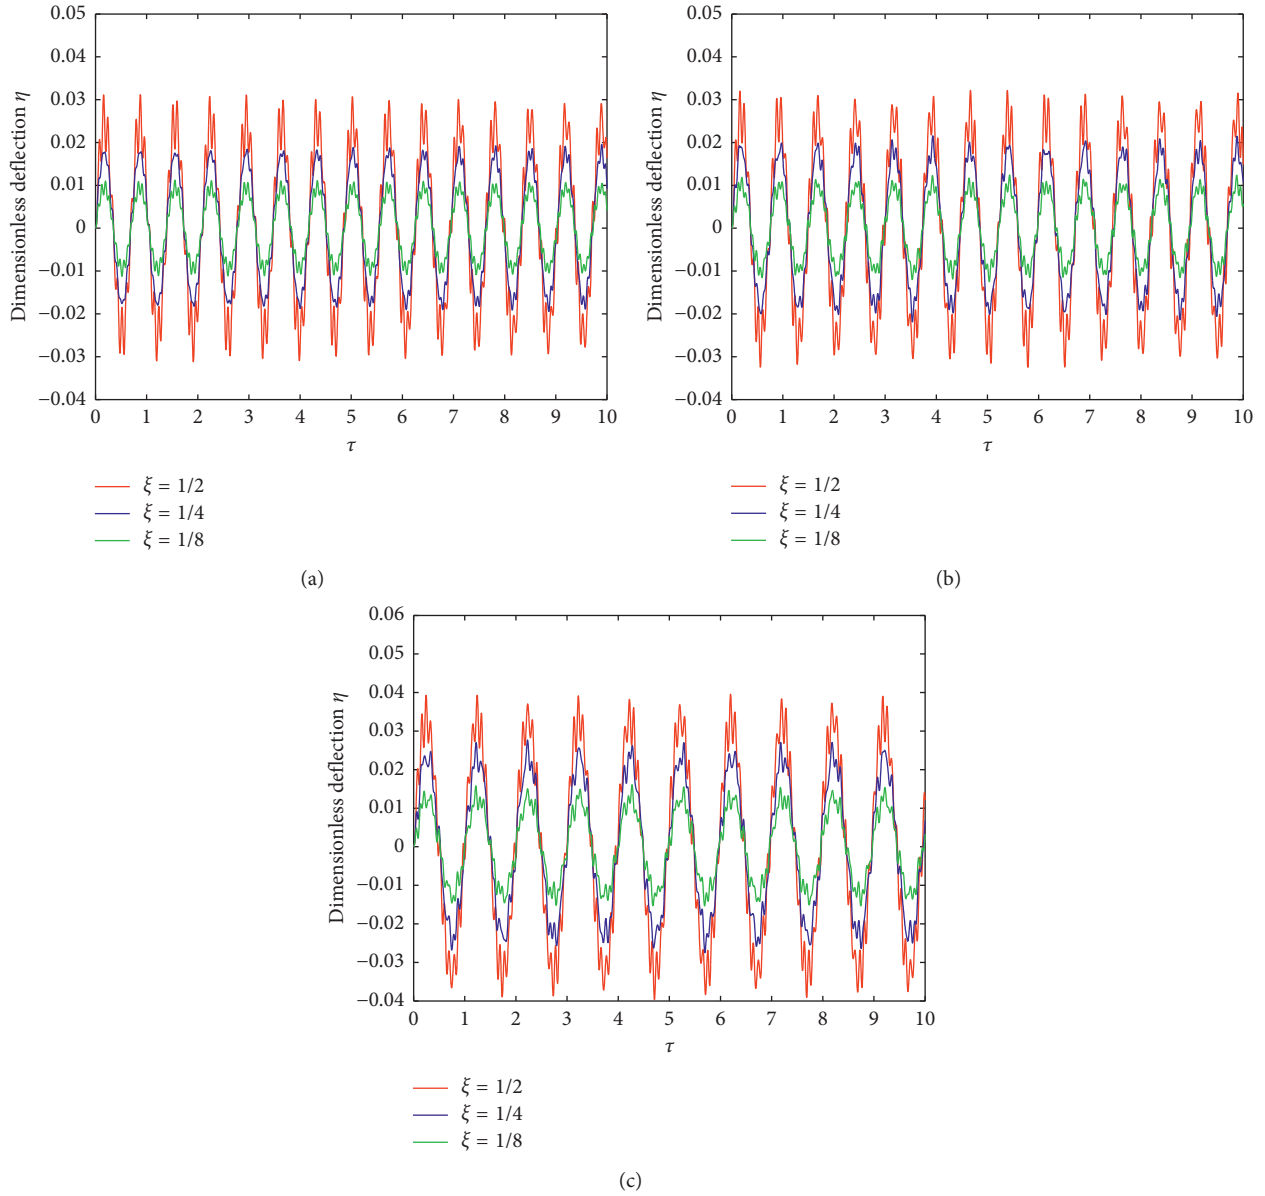 0.05
0.04
0.03
0.02
0.01
0
−0.01
−0.02
−0.03
−0.04
Dimensionless deflection η
0 1 2 3 4 5 6 7 8 9 10
τ
ξ = 1/2
ξ = 1/4
ξ = 1/8
(a)
0.05
0.04
0.03
0.02
0.01
0
−0.01
−0.02
−0.03
−0.04
Dimensionless deflection η
0 1 2 3 4 5 6 7 8 9 10
τ
ξ = 1/2
ξ = 1/4
ξ = 1/8
(b)
0.06
0.05
0.04
0.03
0.02
0.01
0
−0.01
−0.02
−0.03
−0.04
Dimensionless deflection η
0 1 2 3 4 5 6 7 8 9 10
τ
ξ = 1/2
ξ = 1/4
ξ = 1/8
(c)